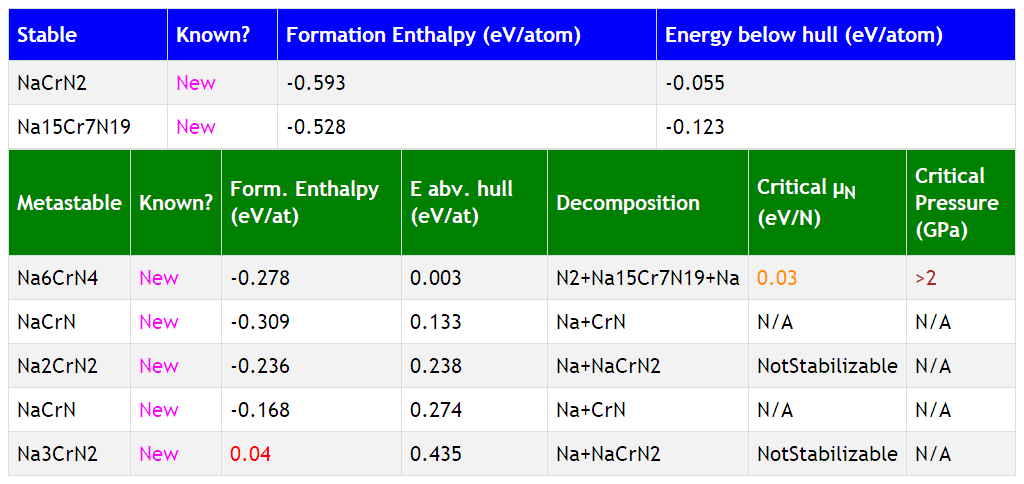 Stable Known? Formation Enthalpy (eV/atom) Energy below hull (eV/atom)
NaCrN2 New -0.593 -0.055
Na15Cr7N19 New -0.528 -0.123
Metastable Known? Form. Enthalpy (eV/at) E abv. hull (eV/at) Decomposition Critical μN (eV/N) Critical Pressure (GPa)
Na6CrN4 New -0.278 0.003 N2+Na15Cr7N19+Na 0.03 >2
NaCrN New -0.309 0.133 Na+CrN N/A N/A
Na2CrN2 New -0.236 0.238 Na+NaCrN2 NotStabilizable N/A
NaCrN New -0.168 0.274 Na+CrN N/A N/A
Na3CrN2 New 0.04 0.435 Na+NaCrN2 NotStabilizable N/A